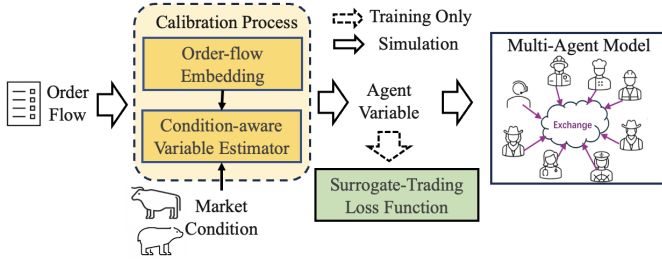 Calibration Process
Order-flow
Embedding
Condition-aware
Variable Estimator
Order
Flow
Market
Condition
Training Only
Simulation
Agent
Variable
Surrogate-Trading
Loss Function
Multi-Agent Model
Exchange